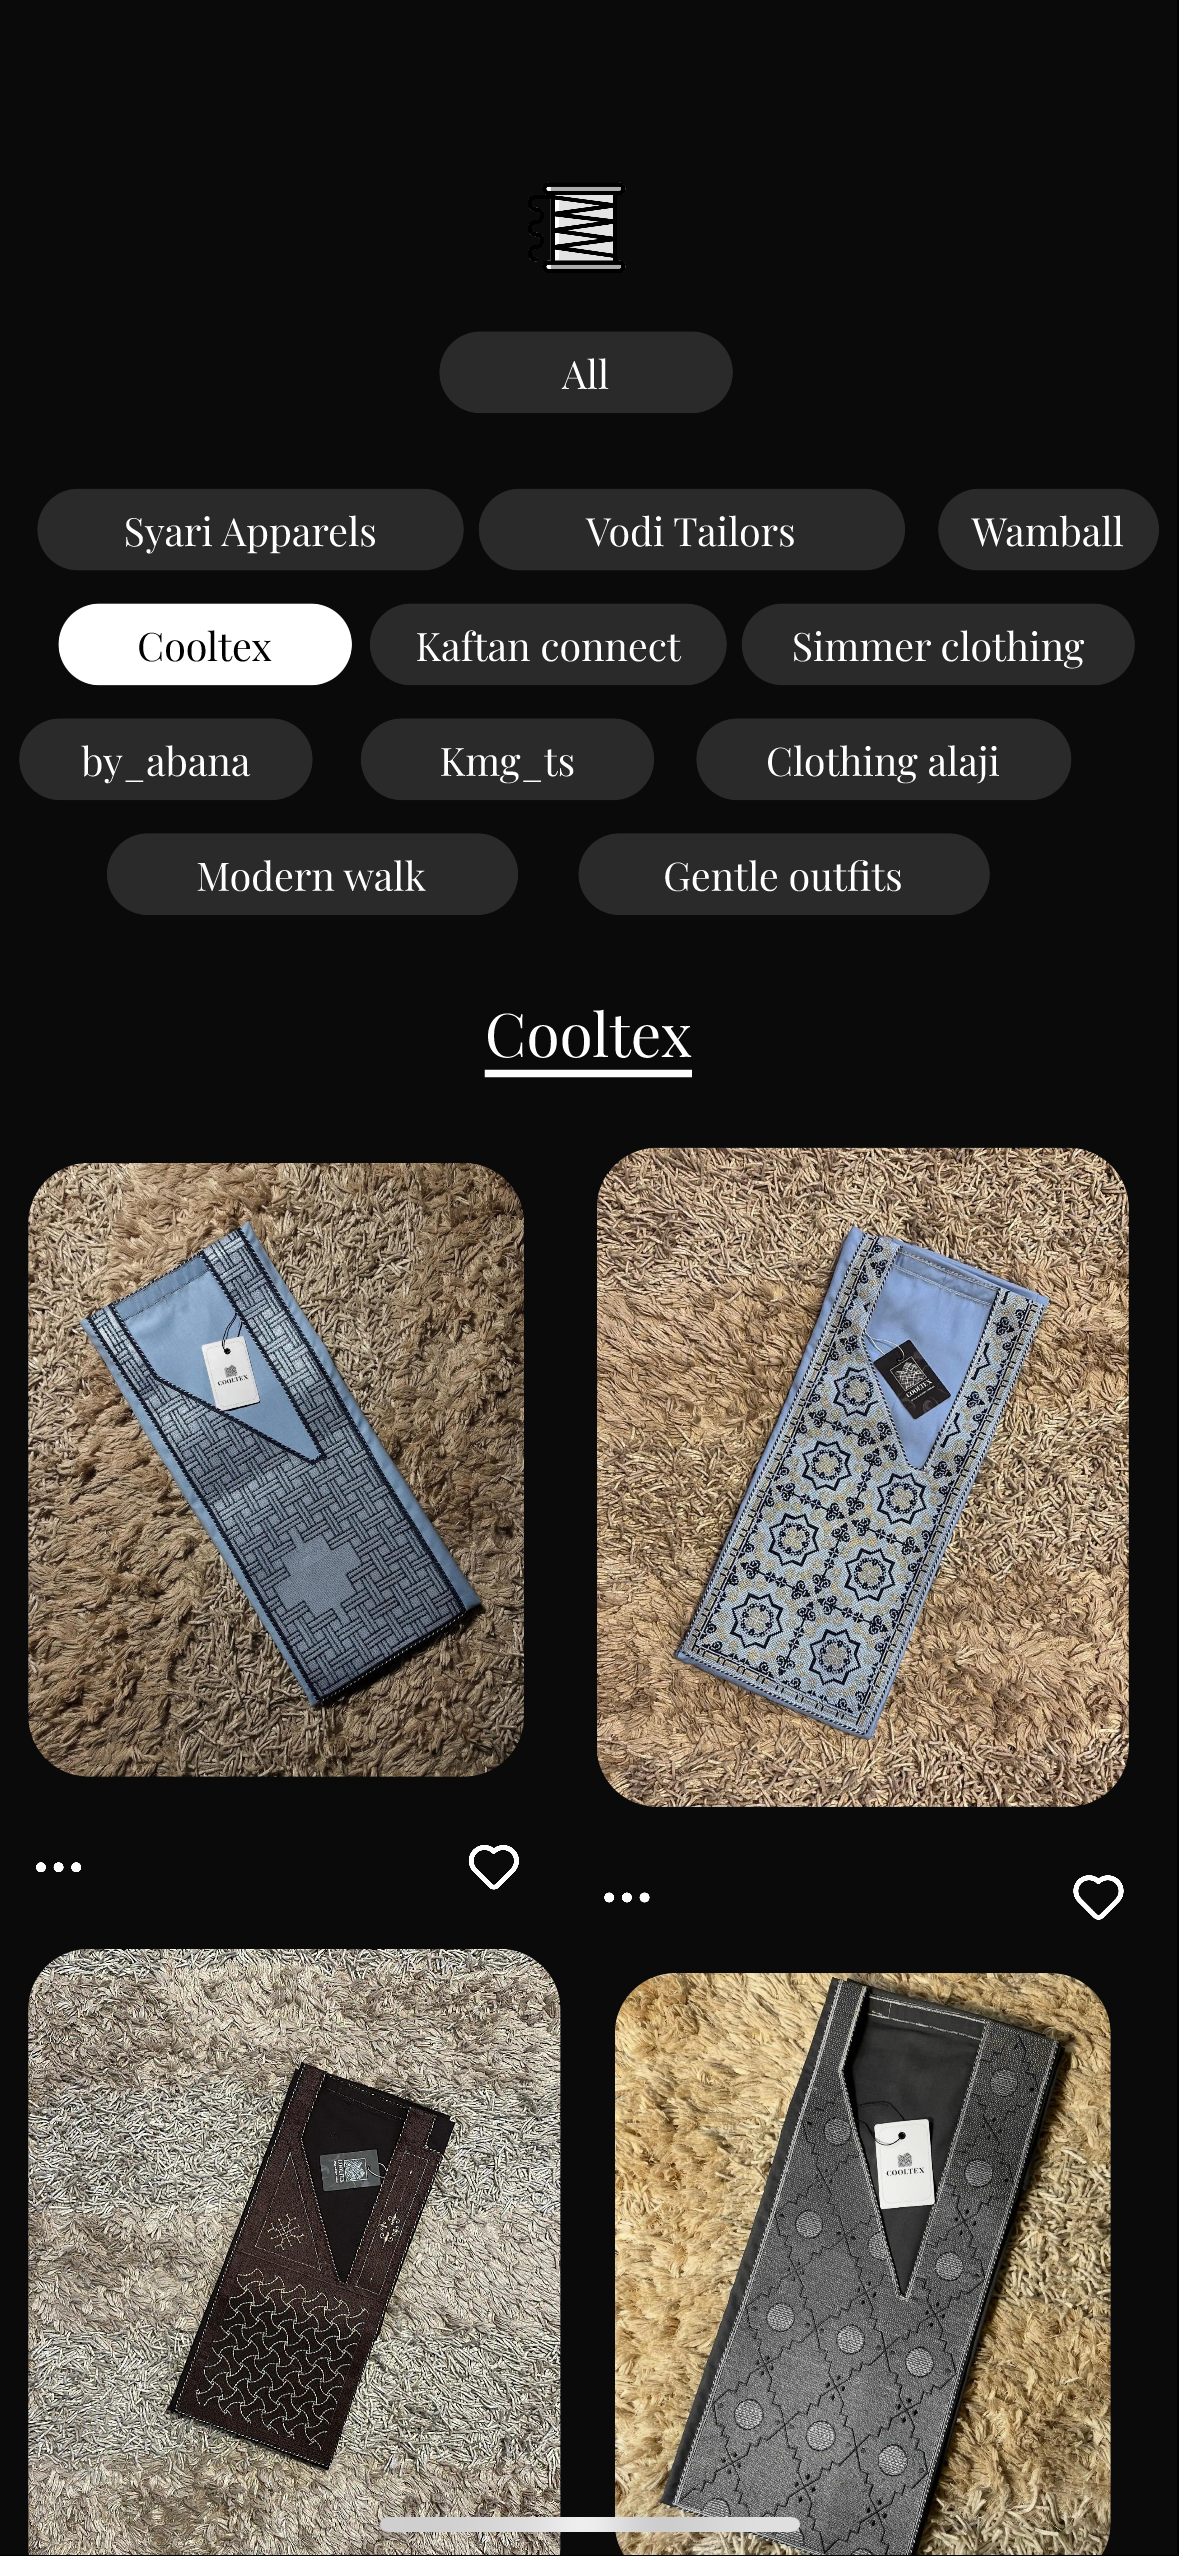 All
Syari Apparels Vodi Tailors Wamball
Cooltex Kaftan connect Simmer clothing
by_abana Kmg_ts Clothing alaji
Modern walk Gentle outfits
Cooltex
COOLTEX
COOLTEX
COOLTEX